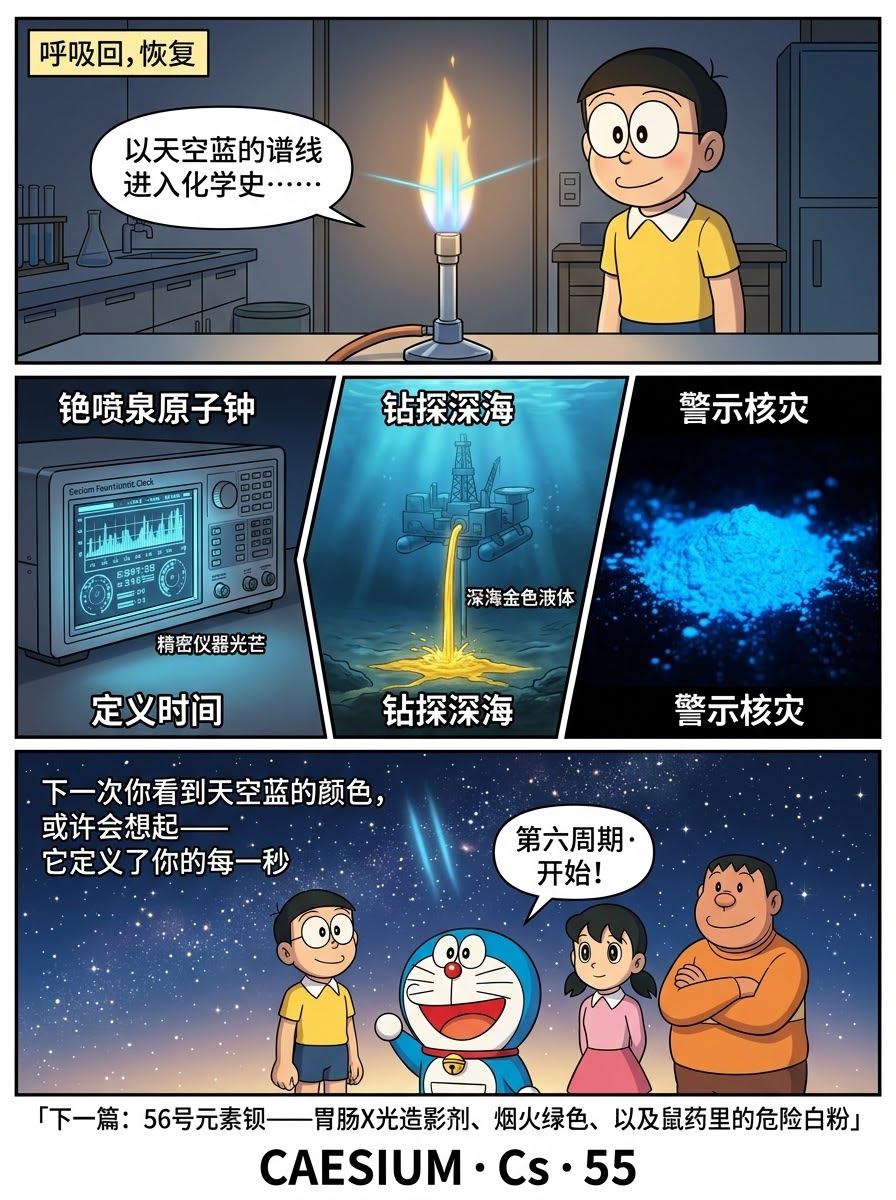 呼吸回，恢复
以天空蓝的谱线
进入化学史……
铯喷泉原子钟
精密仪器光芒
定义时间
钻探深海
深海金色液体
钻探深海
警示核灾
警示核灾
下一次你看到天空蓝的颜色，
或许会想起——
它定义了你的每一秒
第六周期·
开始！
「下一篇：56号元素钡——胃肠X光造影剂、烟火绿色、以及鼠药里的危险白粉」
CAESIUM · Cs · 55